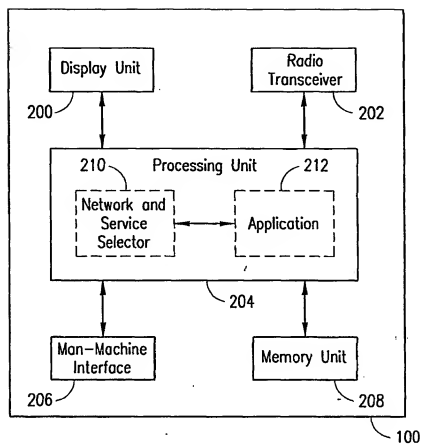 Display Unit
Radio
Transceiver
200
202
210
Processing Unit
212
Network and
Service
Selector
Application
204
Man-Machine
Interface
Memory Unit
206
208
100